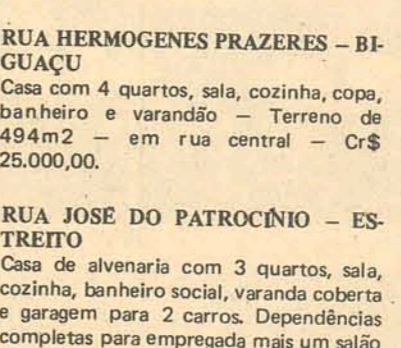 RUA HERMOGENES PRAZERES — BI-
GUAÇU
Casa com 4 quartos, sala, cozinha, copa,
banheiro e varandão — Terreno de
494m2 — em rua central — Cr$
25.000,00.
RUA JOSÉ DO PATROCÍNIO — ES-
TREITO
Casa de alvenaria com 3 quartos, sala,
cozinha, banheiro social, varanda coberta
e garagem para 2 carros. Dependências
completas para empregada mais um salão